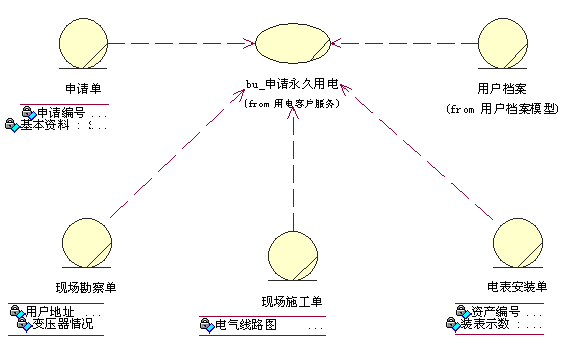 申请单
申请编号 ...
基本资料 : S...
bu_申请永久用电
(from 用电客户服务)
用户档案
(from 用户档案模型)
现场勘察单
用户地址 ...
变压器情况
现场施工单
电气线路图 ...
电表安装单
资产编号 ...
装表示数 : ...